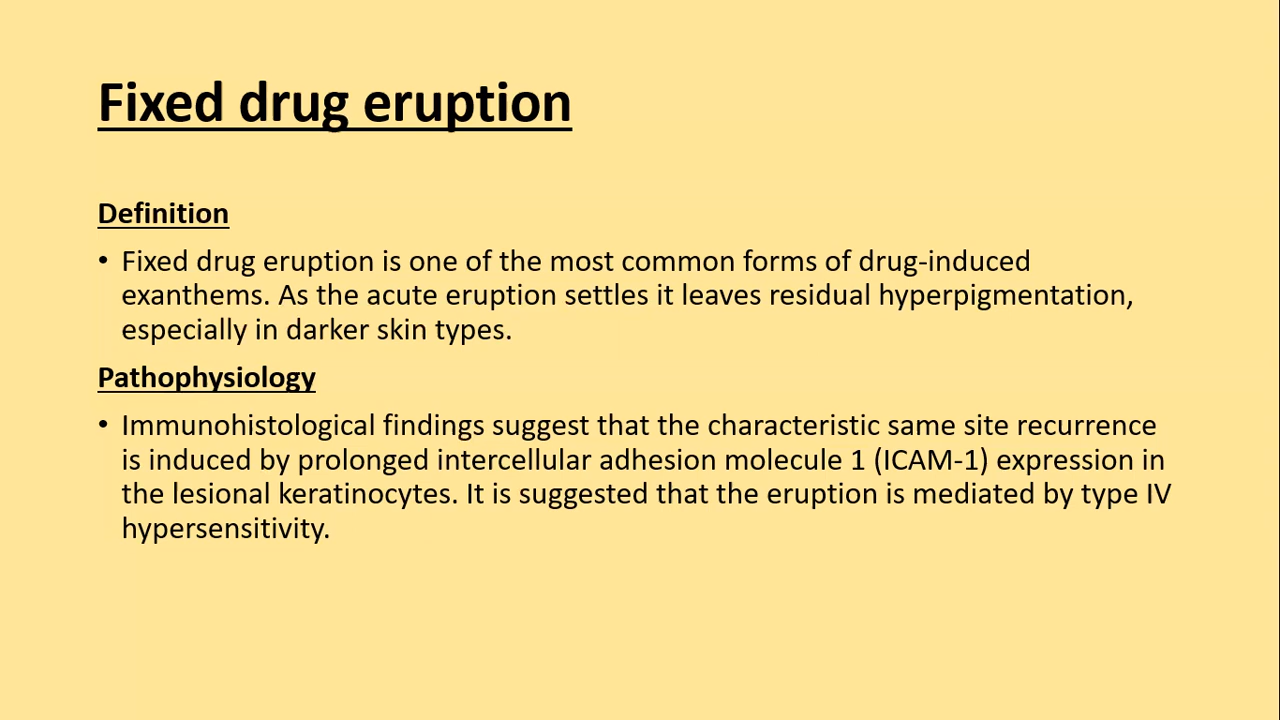 Fixed drug eruption
Definition
• Fixed drug eruption is one of the most common forms of drug-induced
exanthems. As the acute eruption settles it leaves residual hyperpigmentation,
especially in darker skin types.
Pathophysiology
• Immunohistological findings suggest that the characteristic same site recurrence
is induced by prolonged intercellular adhesion molecule 1 (ICAM-1) expression in
the lesional keratinocytes. It is suggested that the eruption is mediated by type IV
hypersensitivity.